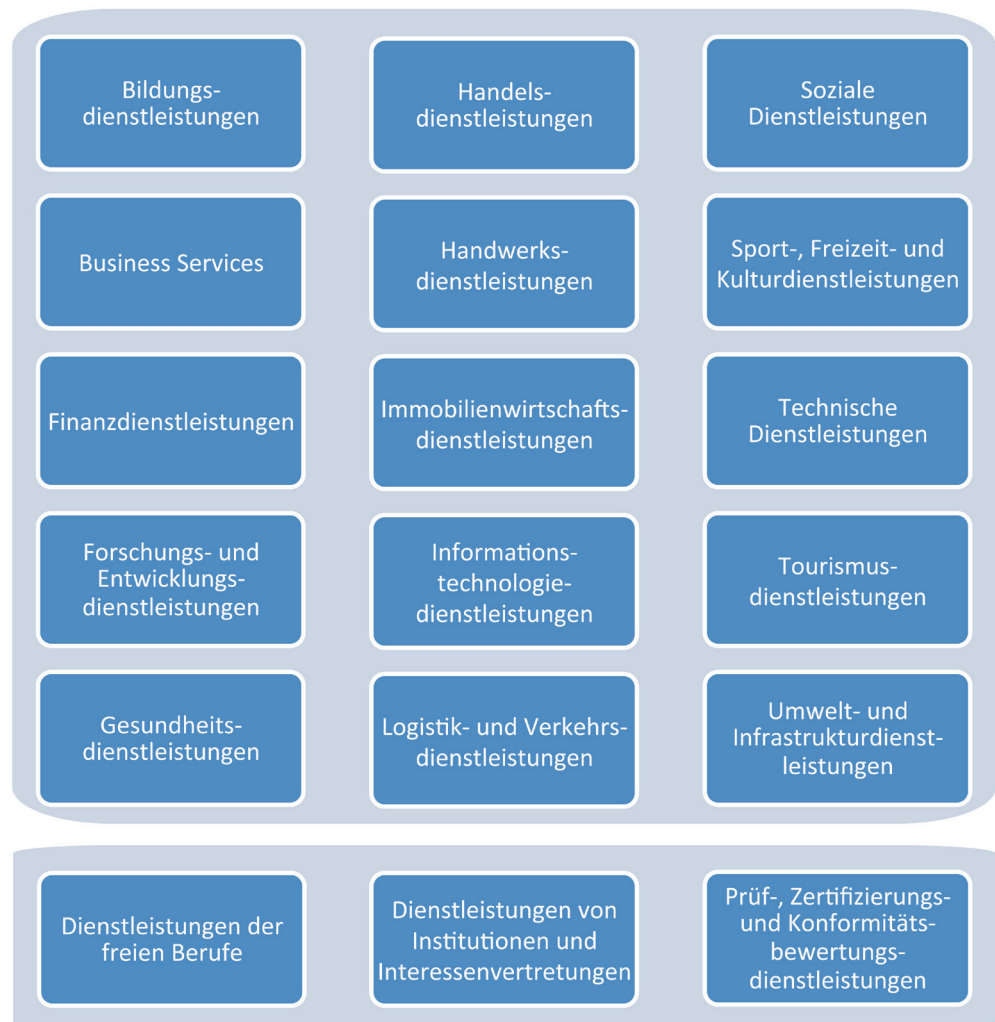 Bildungs-
dienstleistungen
Handels-
dienstleistungen
Soziale
Dienstleistungen
Business Services
Handwerks-
dienstleistungen
Sport-, Freizeit- und
Kulturdienstleistungen
Finanzdienstleistungen
Immobilienwirtschafts-
dienstleistungen
Technische
Dienstleistungen
Forschungs- und
Entwicklungs-
dienstleistungen
Informations-
technologie-
dienstleistungen
Tourismus-
dienstleistungen
Gesundheits-
dienstleistungen
Logistik- und Verkehrs-
dienstleistungen
Umwelt- und
Infrastrukturdienst-
leistungen
Dienstleistungen der
freien Berufe
Dienstleistungen von
Institutionen und
Interessenvertretungen
Prüf-, Zertifizierungs-
und Konformitäts-
bewertungs-
dienstleistungen